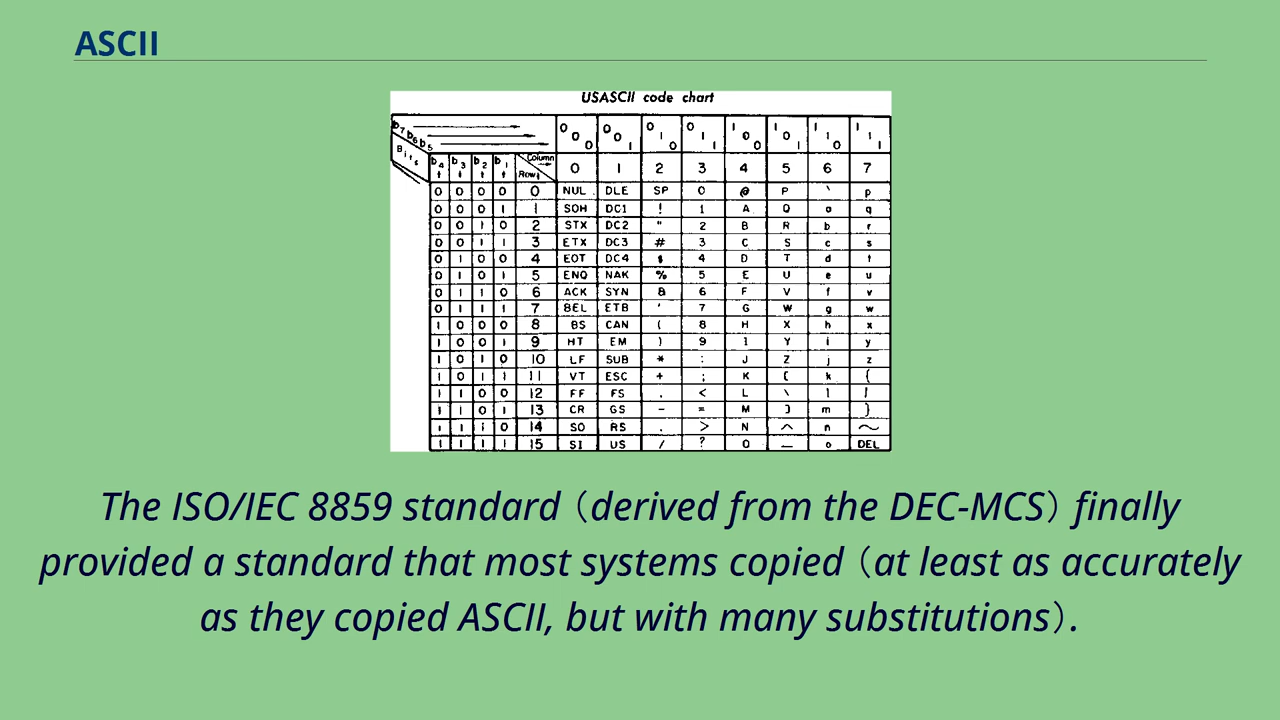 ASCII
USASCII code chart
b7 b6 b5 0 0 0 0 0 1 0 1 0 0 1 1 1 0 0 1 0 1 1 1 0 1 1 1
Bits b4 b3 b2 b1 Column Row 0 1 2 3 4 5 6 7
0 0 0 0 0 NUL DLE SP 0 @ P ` p
0 0 0 1 1 SOH DC1 ! 1 A Q a q
0 0 1 0 2 STX DC2 " 2 B R b r
0 0 1 1 3 ETX DC3 # 3 C S c s
0 1 0 0 4 EOT DC4 $ 4 D T d t
0 1 0 1 5 ENQ NAK % 5 E U e u
0 1 1 0 6 ACK SYN & 6 F V f v
0 1 1 1 7 BEL ETB ' 7 G W g w
1 0 0 0 8 BS CAN ( 8 H X h x
1 0 0 1 9 HT EM ) 9 I Y i y
1 0 1 0 10 LF SUB * : J Z j z
1 0 1 1 11 VT ESC + ; K [ k {
1 1 0 0 12 FF FS , < L \ l |
1 1 0 1 13 CR GS - = M ] m }
1 1 1 0 14 SO RS . > N ^ n ~
1 1 1 1 15 SI US / ? O _ o DEL
The ISO/IEC 8859 standard (derived from the DEC-MCS) finally
provided a standard that most systems copied (at least as accurately
as they copied ASCII, but with many substitutions).